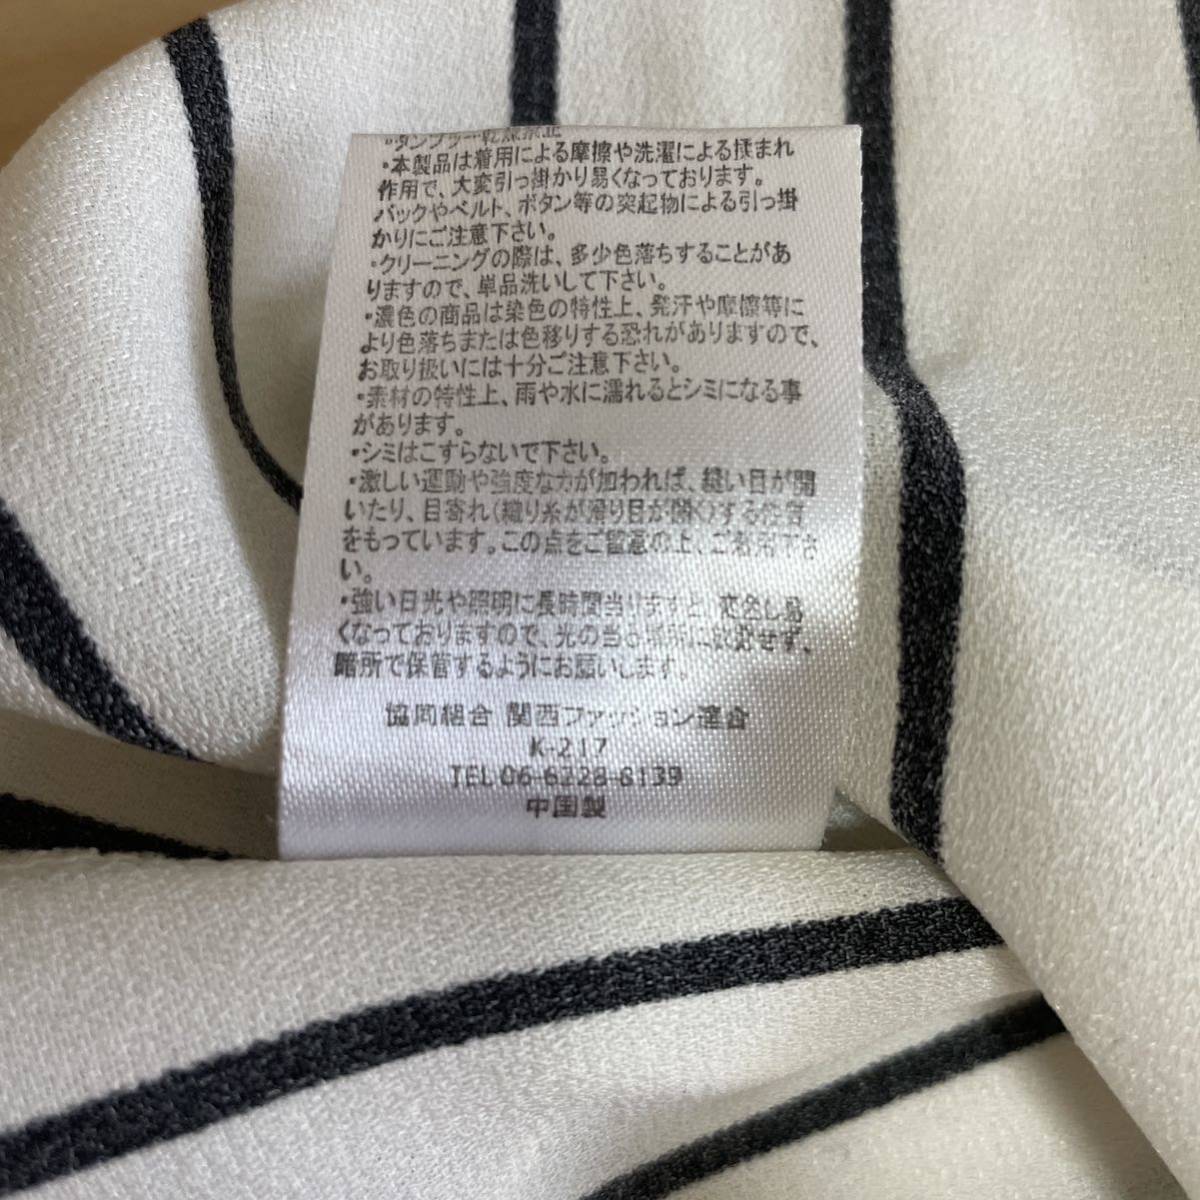 ・タンブラー乾燥禁止
・本製品は着用による摩擦や洗濯による揉まれ
作用で、大変引っ掛かり易くなっております。
バックやベルト、ボタン等の突起物による引っ掛
かりにご注意下さい。
・クリーニングの際は、多少色落ちすることがあ
りますので、単品洗いして下さい。
・濃色の商品は染色の特性上、発汗や摩擦等に
より色落ちまたは色移りする恐れがありますので、
お取り扱いには十分ご注意下さい。
・素材の特性上、雨や水に濡れるとシミになる事
があります。
・シミはこすらないで下さい。
・激しい運動や強度な力が加われば、縫い目が開
いたり、目寄れ(織り糸が滑り目が開く)する性質
をもっています。この点をご留意の上、ご着用下さ
い。
・強い日光や照明に長時間当りますと、変色し易
くなっておりますので、光の当る場所に放置せず、
暗所で保管するようにお願いします。
協同組合 関西ファッション連合
K-217
TEL 06-6228-8139
中国製